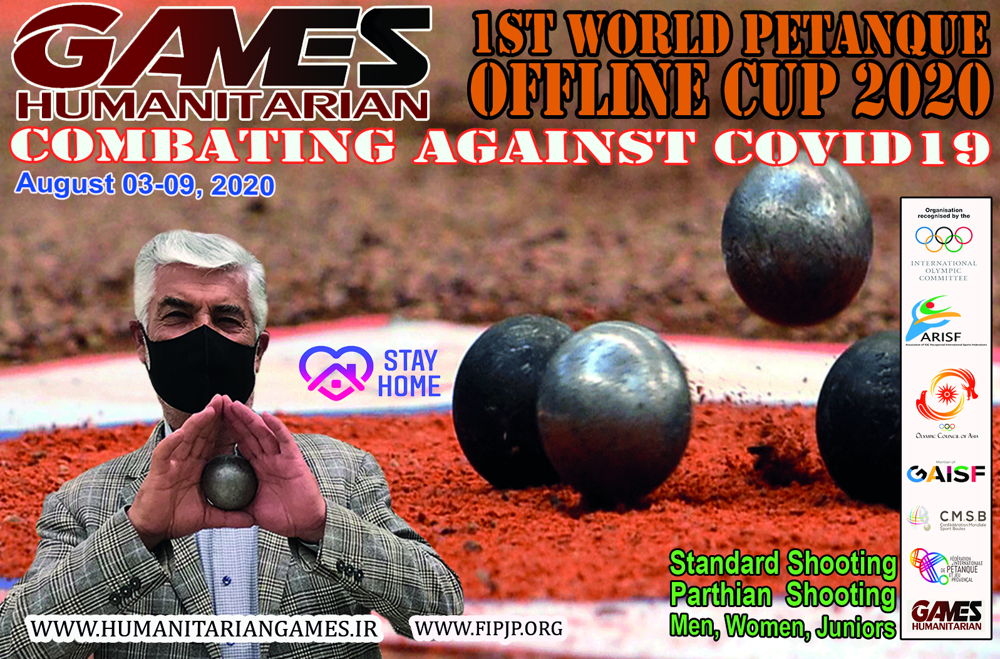 GAMES
HUMANITARIAN
1ST WORLD PETANQUE
OFFLINE CUP 2020
COMBATING AGAINST COVID19
August 03-09, 2020
STAY
HOME
Organisation
recognised by the
INTERNATIONAL
OLYMPIC
COMMITTEE
ARISF
Association of IOC Recognised International Sports Federations
OLYMPIC COUNCIL OF ASIA
Member of
GAISF
C.M.S.B
Confédération Mondiale
Sport Boules
FÉDÉRATION
INTERNATIONALE
DE PÉTANQUE
ET JEU
PROVENÇAL
GAMES
HUMANITARIAN
Standard Shooting
Parthian Shooting
Men, Women, Juniors
WWW.HUMANITARIANGAMES.IR
WWW.FIPJP.ORG